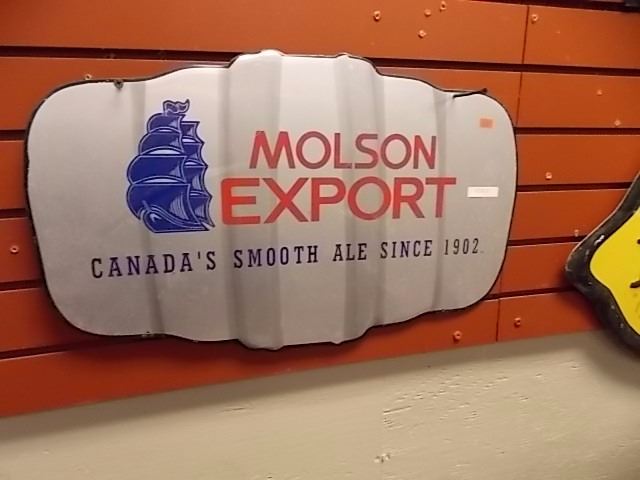 MOLSON
EXPORT
CANADA'S SMOOTH ALE SINCE 1902.